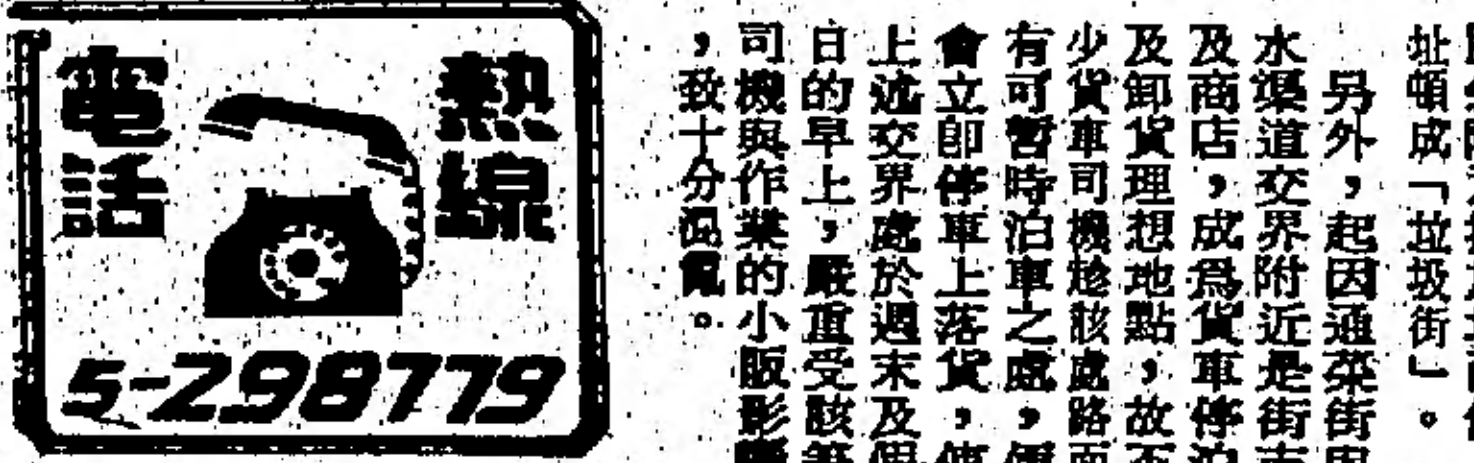 址頓成「垃圾街」。
另外，起因通菜街
水渠道交界附近是街
及商店，成爲貨車停泊
及卸貨理想地點，故不
少貨車司機趁該處路面
有可暫時泊車之處，便
會立即停車上落貨，使
上述交界處於週末及假
日的早上，嚴重受該等
司機與作業的小販影響
，致十分混亂。
熱線
電話
5-298779